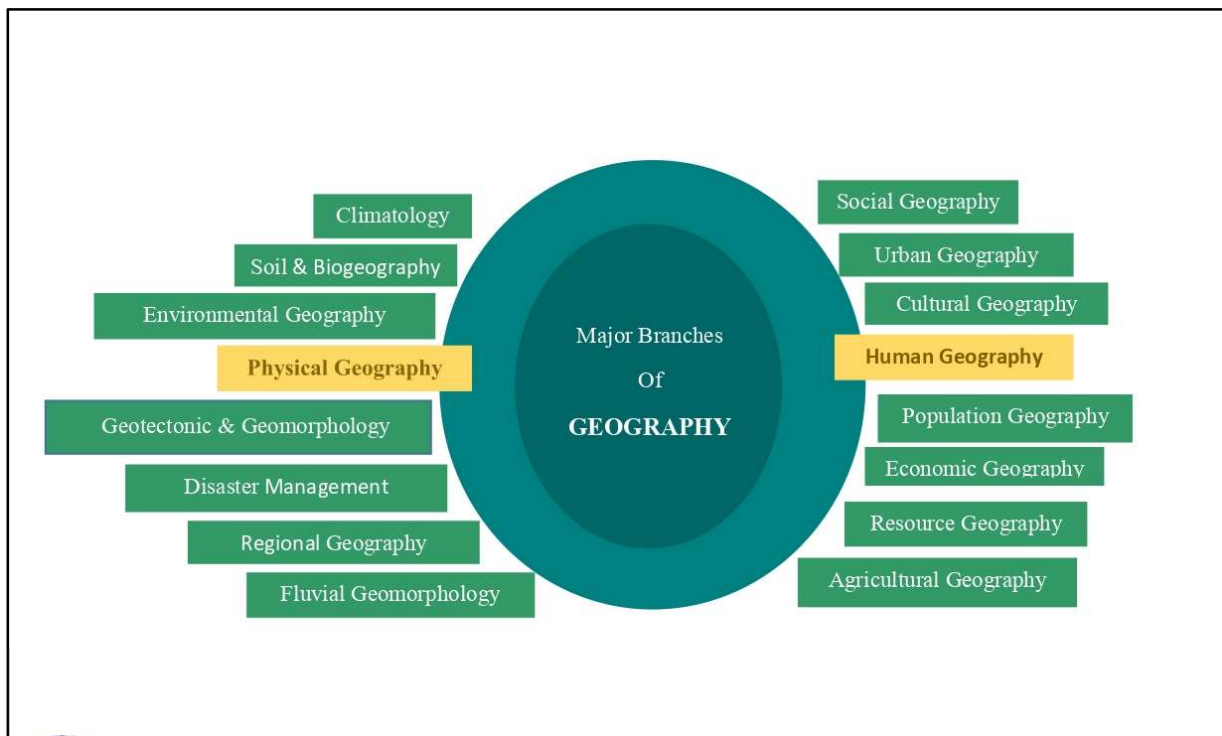 Climatology
Soil & Biogeography
Environmental Geography
Physical Geography
Geotectonic & Geomorphology
Disaster Management
Regional Geography
Fluvial Geomorphology
Major Branches
Of
GEOGRAPHY
Social Geography
Urban Geography
Cultural Geography
Human Geography
Population Geography
Economic Geography
Resource Geography
Agricultural Geography